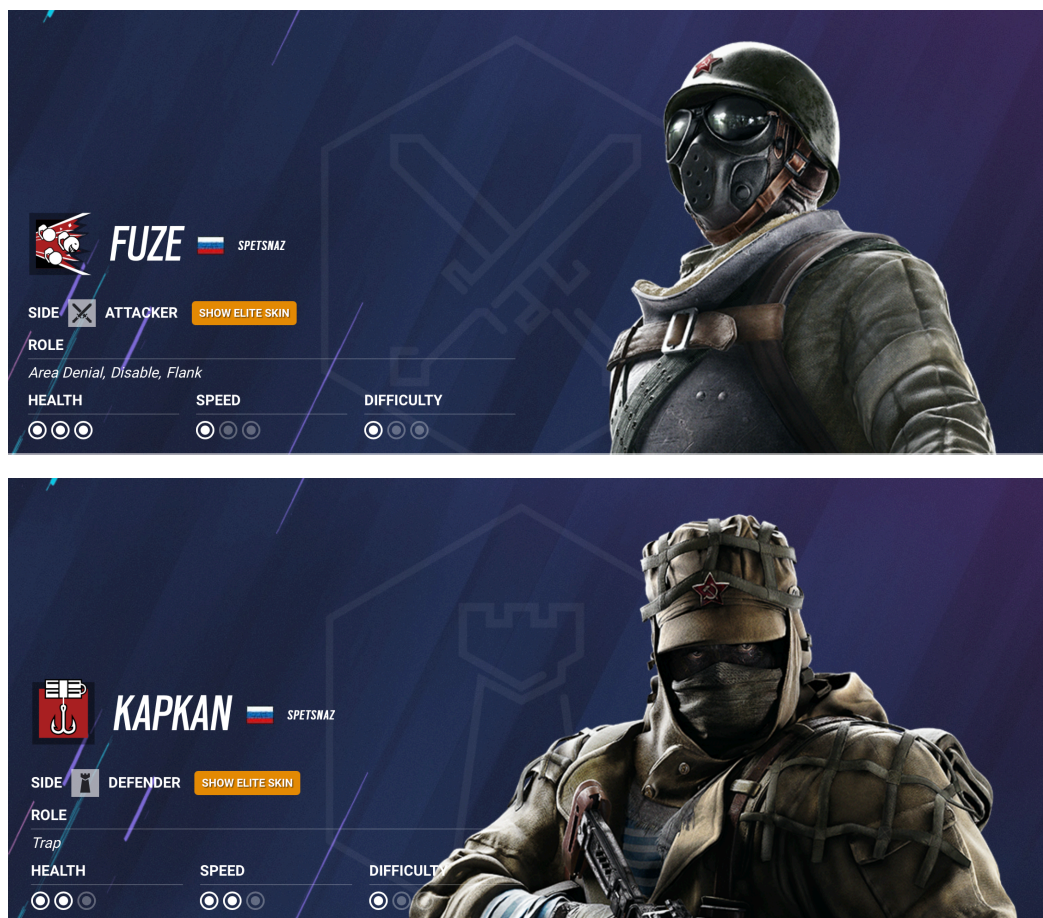 FUZE SPETSNAZ
SIDE ATTACKER SHOW ELITE SKIN
ROLE
Area Denial, Disable, Flank
HEALTH SPEED DIFFICULTY
KAPKAN SPETSNAZ
SIDE DEFENDER SHOW ELITE SKIN
ROLE
Trap
HEALTH SPEED DIFFICULTY